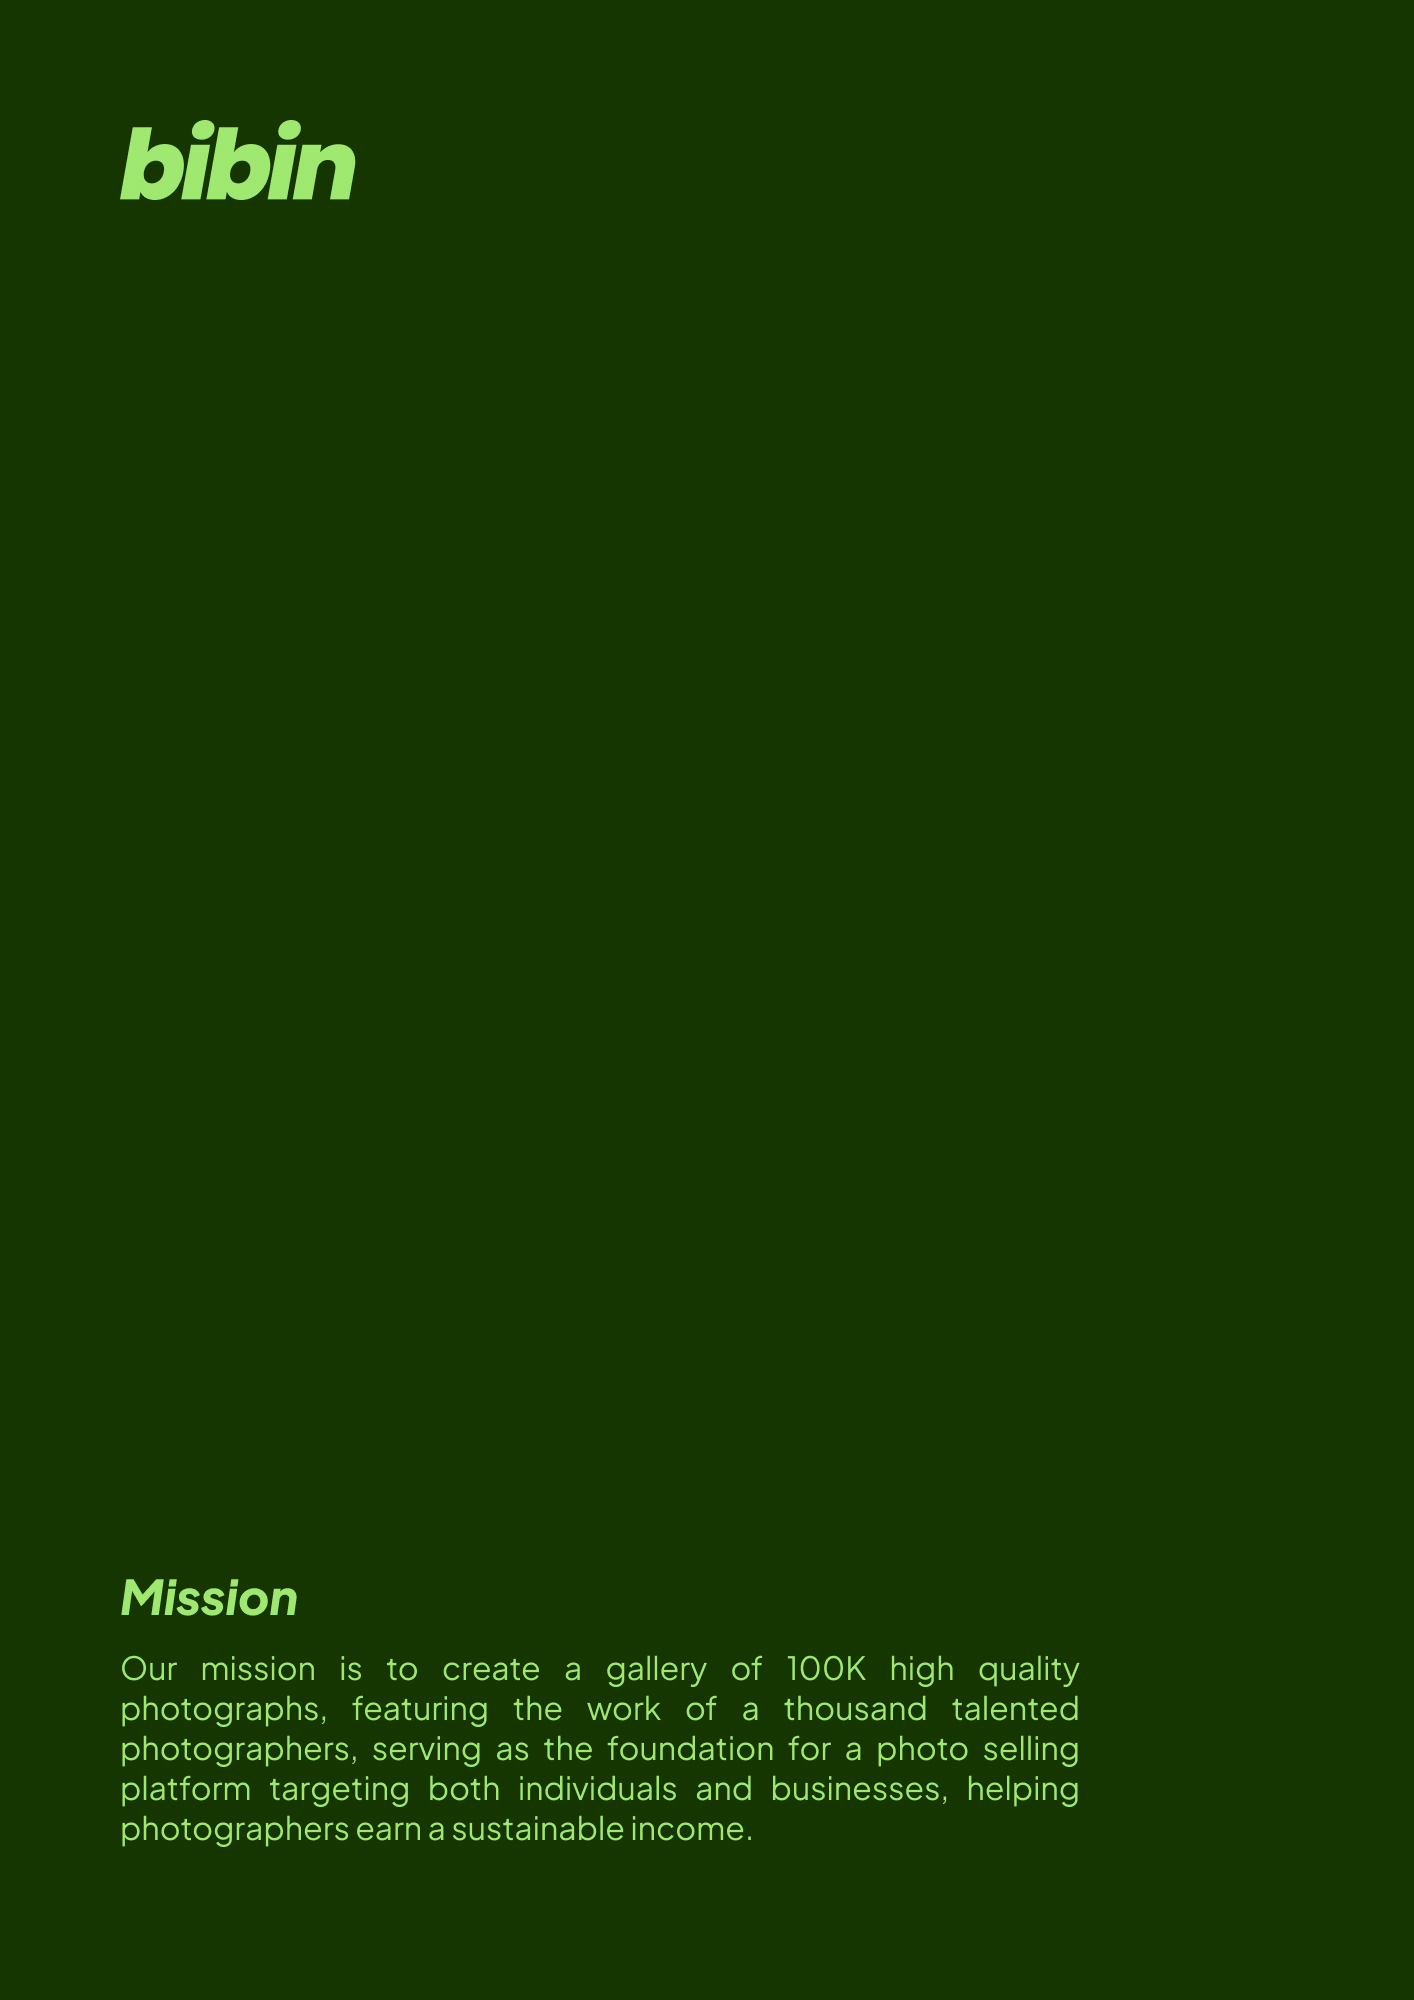 bibin
Mission
Our mission is to create a gallery of 100K high quality
photographs, featuring the work of a thousand talented
photographers, serving as the foundation for a photo selling
platform targeting both individuals and businesses, helping
photographers earn a sustainable income.